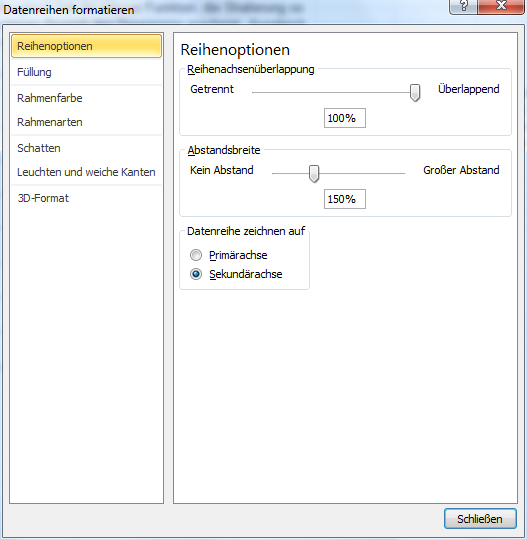 Datenreihen formatieren
?
Reihenoptionen
Füllung
Rahmenfarbe
Rahmenarten
Schatten
Leuchten und weiche Kanten
3D-Format
Reihenoptionen
Reihenachsenüberlappung
Getrennt Überlappend
100%
Abstandsbreite
Kein Abstand Großer Abstand
150%
Datenreihe zeichnen auf
Primärachse
Sekundärachse
Schließen